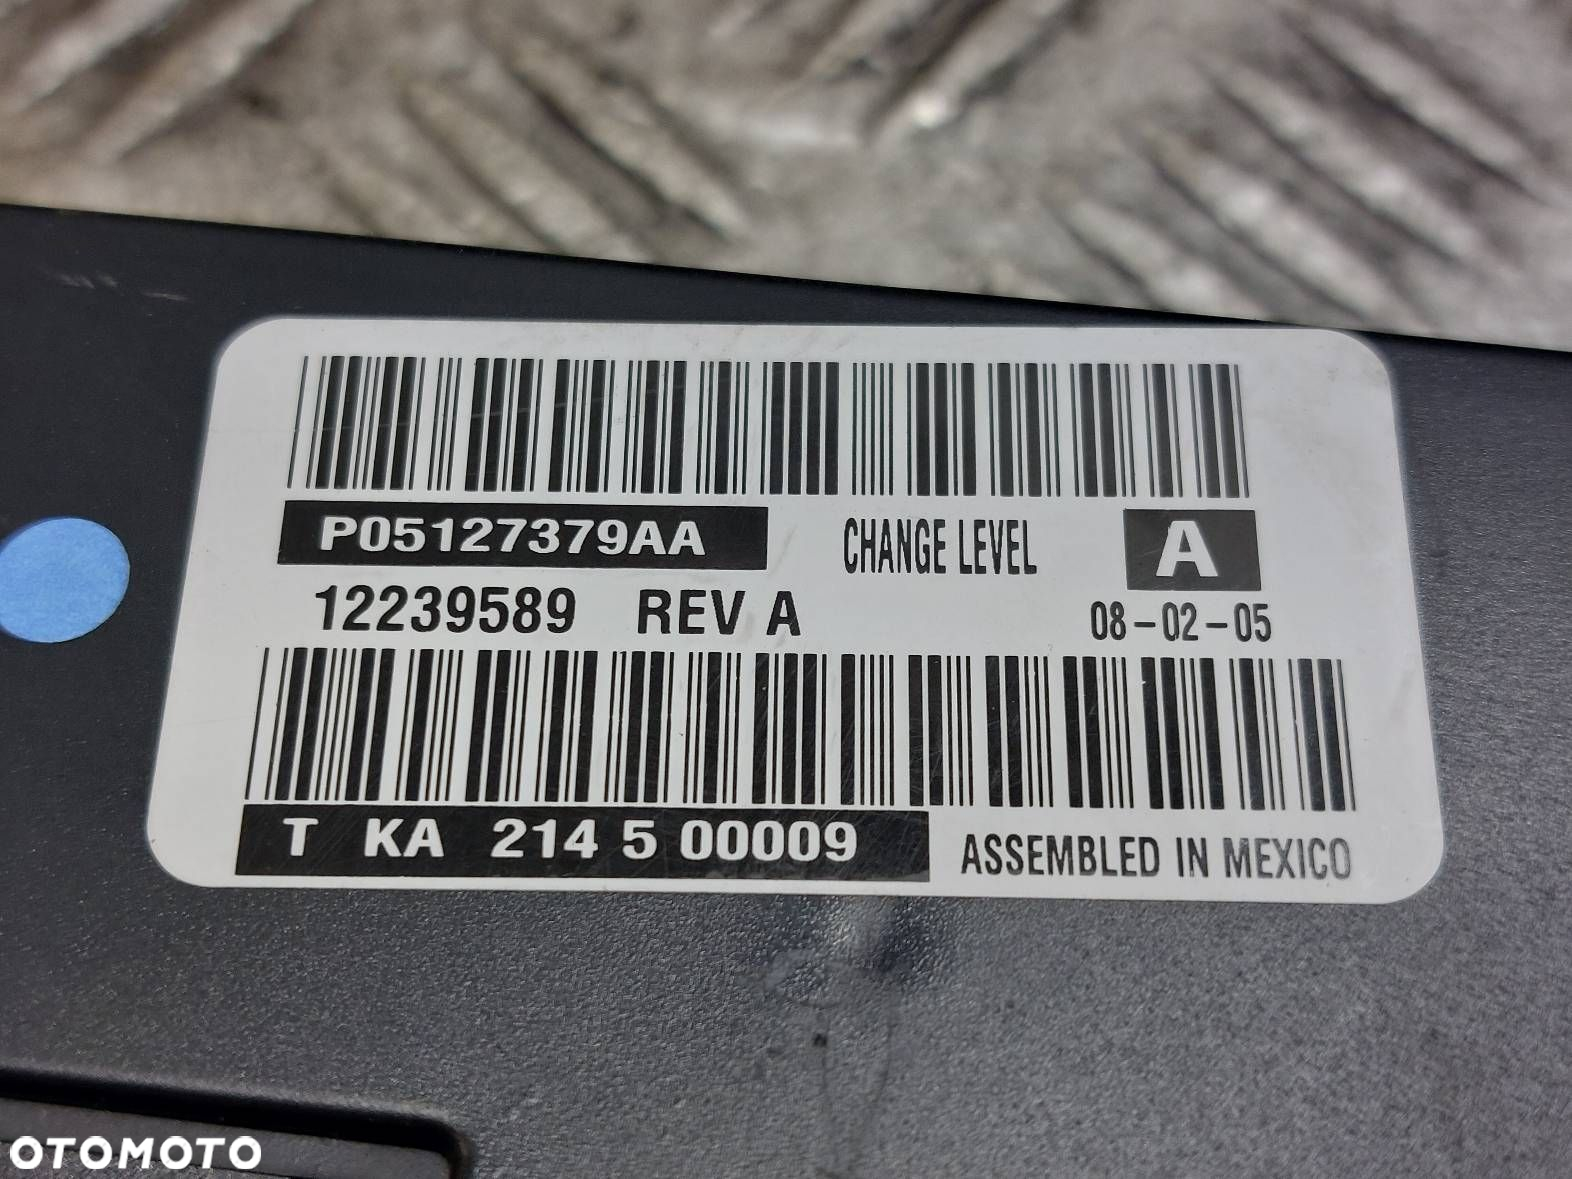 P05127379AA CHANGE LEVEL A
12239589 REV A 08-02-05
T KA 214 5 00009 ASSEMBLED IN MEXICO
OTOMOTO